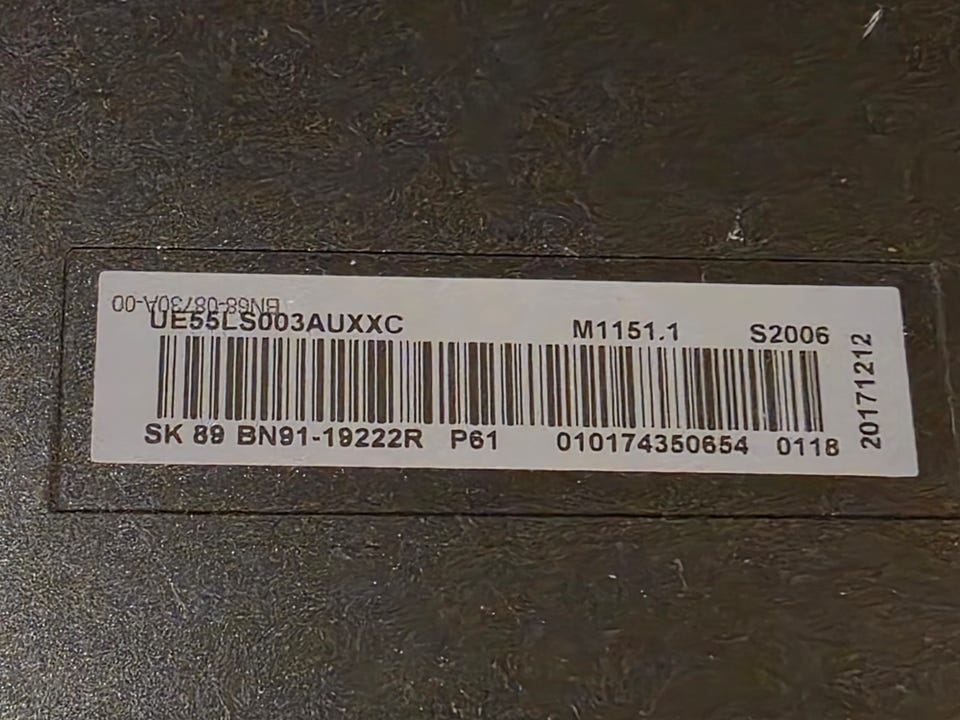 BN68-08730A-00
UE55LS003AUXXC M1151.1 S2006
SK 89 BN91-19222R P61 010174350654 0118
20171212